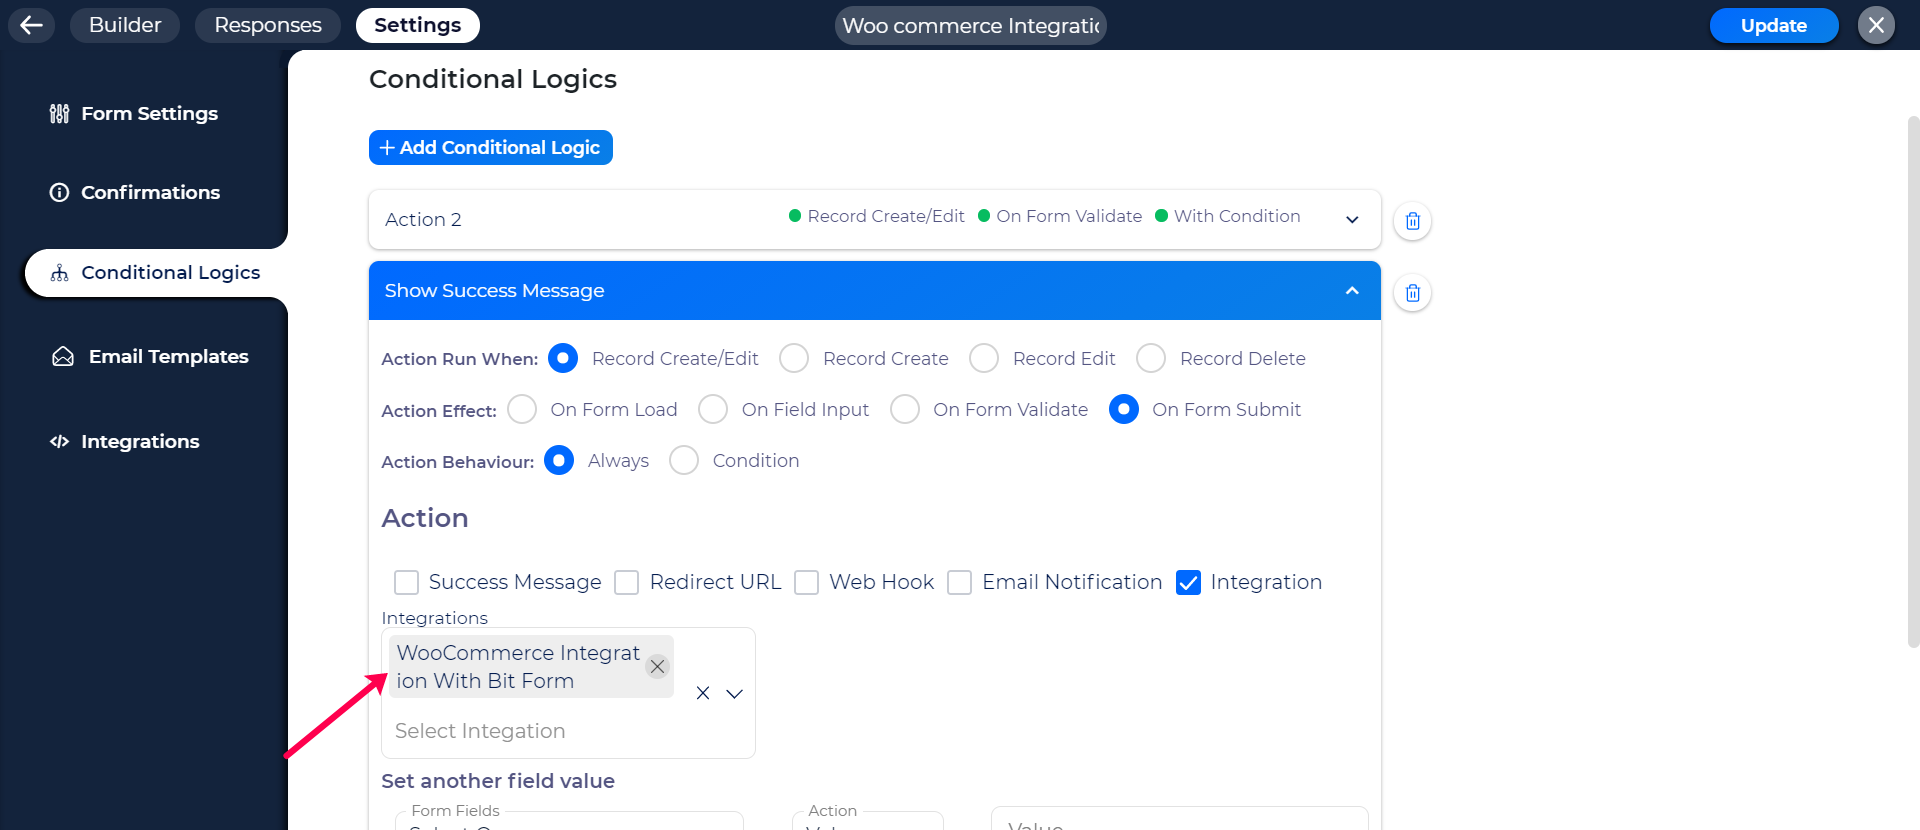 Builder Responses Settings Woo commerce Integratic Update
Conditional Logics
Form Settings
Confirmations
Conditional Logics
Email Templates
Integrations
Add Conditional Logic
Action 2 Record Create/Edit On Form Validate With Condition
Show Success Message
Action Run When: Record Create/Edit Record Create Record Edit Record Delete
Action Effect: On Form Load On Field Input On Form Validate On Form Submit
Action Behaviour: Always Condition
Action
Success Message Redirect URL Web Hook Email Notification Integration
Integrations
WooCommerce Integrat
ion With Bit Form
Select Integation
Set another field value
Form Fields Action
Value